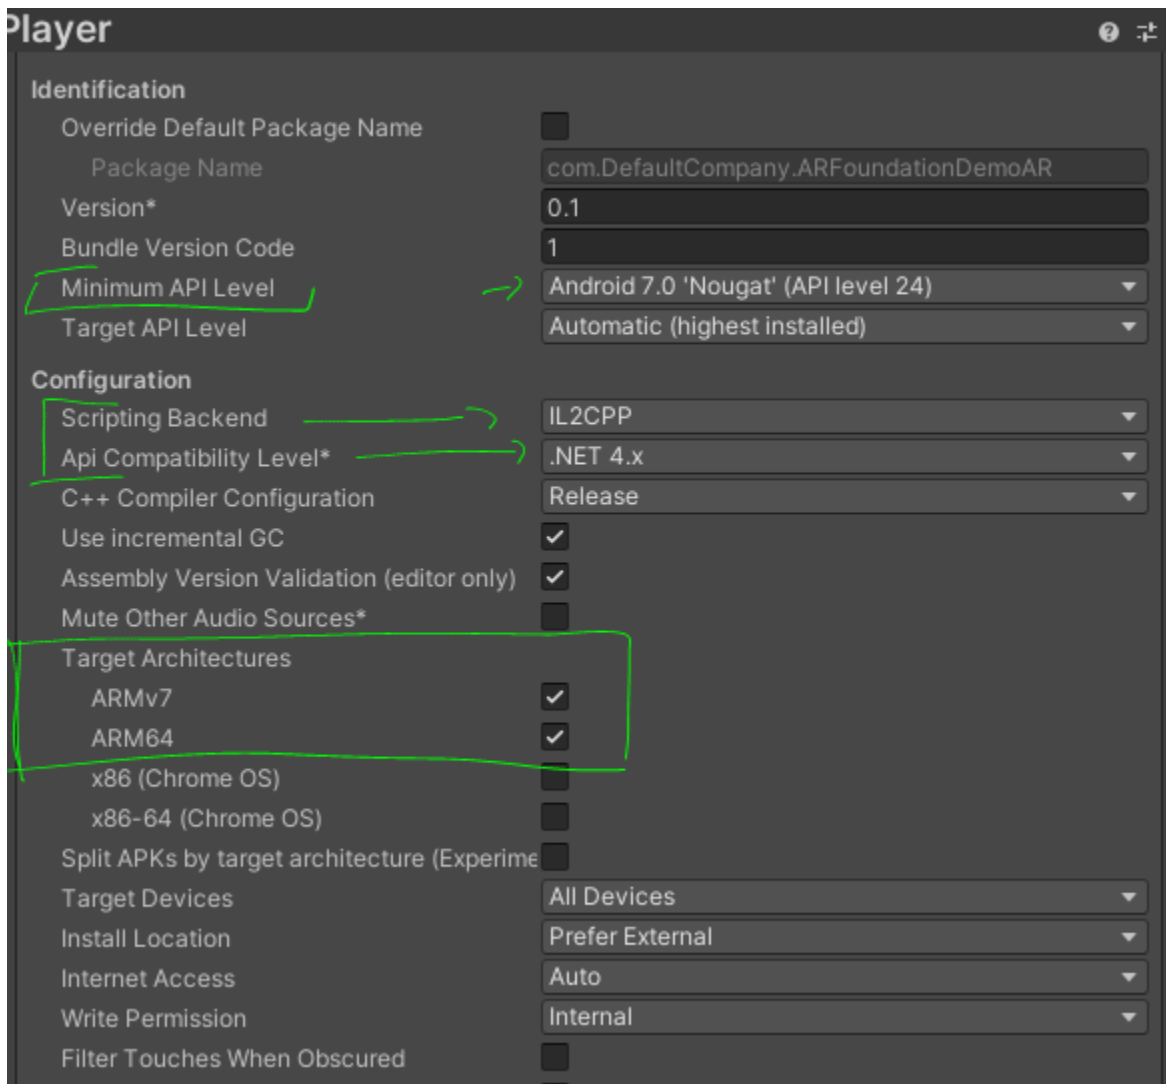 Player
Identification
Override Default Package Name
Package Name com.DefaultCompany.ARFoundationDemoAR
Version* 0.1
Bundle Version Code 1
Minimum API Level Android 7.0 'Nougat' (API level 24)
Target API Level Automatic (highest installed)
Configuration
Scripting Backend IL2CPP
Api Compatibility Level* .NET 4.x
C++ Compiler Configuration Release
Use incremental GC
Assembly Version Validation (editor only)
Mute Other Audio Sources*
Target Architectures
ARMv7
ARM64
x86 (Chrome OS)
x86-64 (Chrome OS)
Split APKs by target architecture (Experime
Target Devices All Devices
Install Location Prefer External
Internet Access Auto
Write Permission Internal
Filter Touches When Obscured